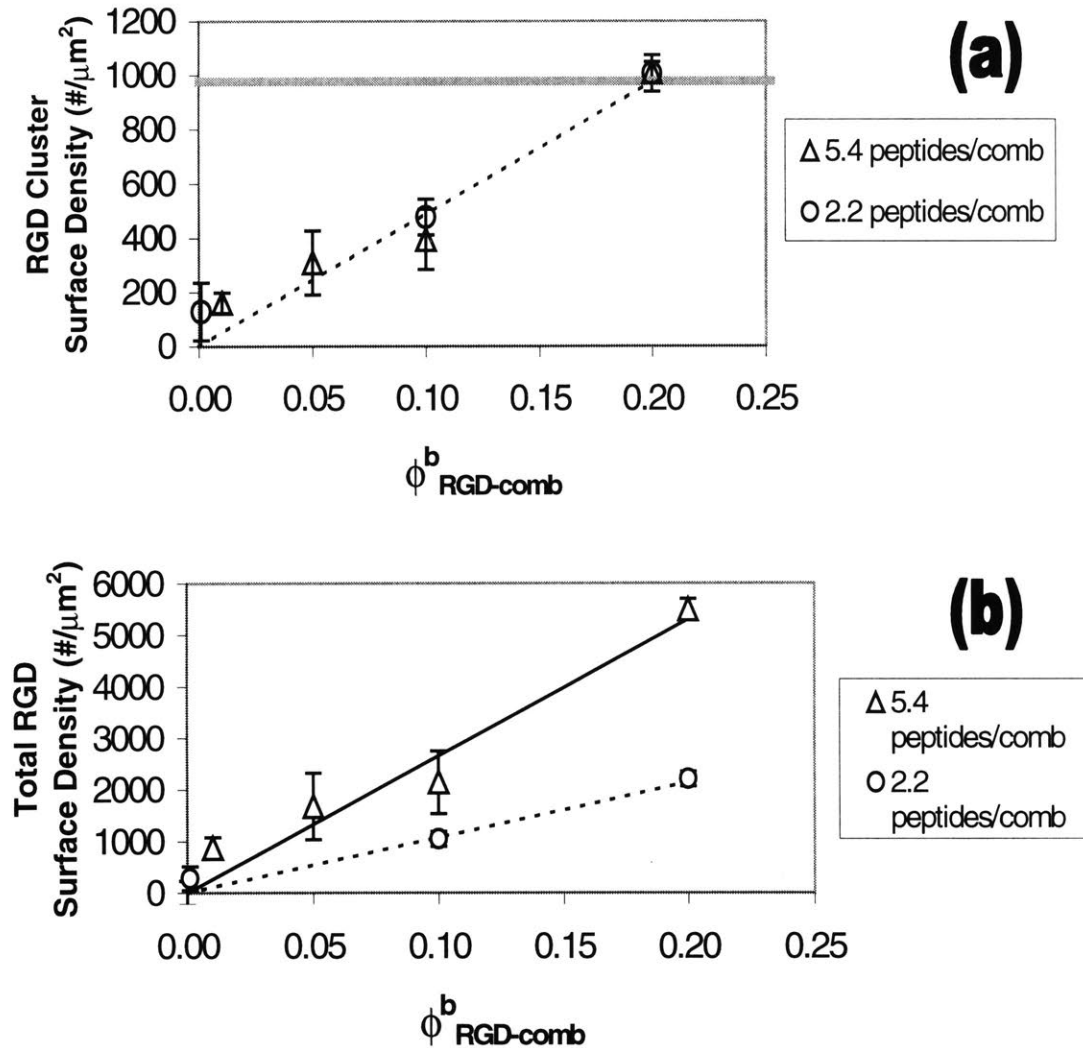 (a)
RGD Cluster
Surface Density (#/μm²)
1200
1000
800
600
400
200
0
0.00 0.05 0.10 0.15 0.20 0.25
ϕᵇ RGD-comb
△ 5.4 peptides/comb
○ 2.2 peptides/comb
(b)
Total RGD
Surface Density (#/μm²)
6000
5000
4000
3000
2000
1000
0
0.00 0.05 0.10 0.15 0.20 0.25
ϕᵇ RGD-comb
△ 5.4
peptides/comb
○ 2.2
peptides/comb